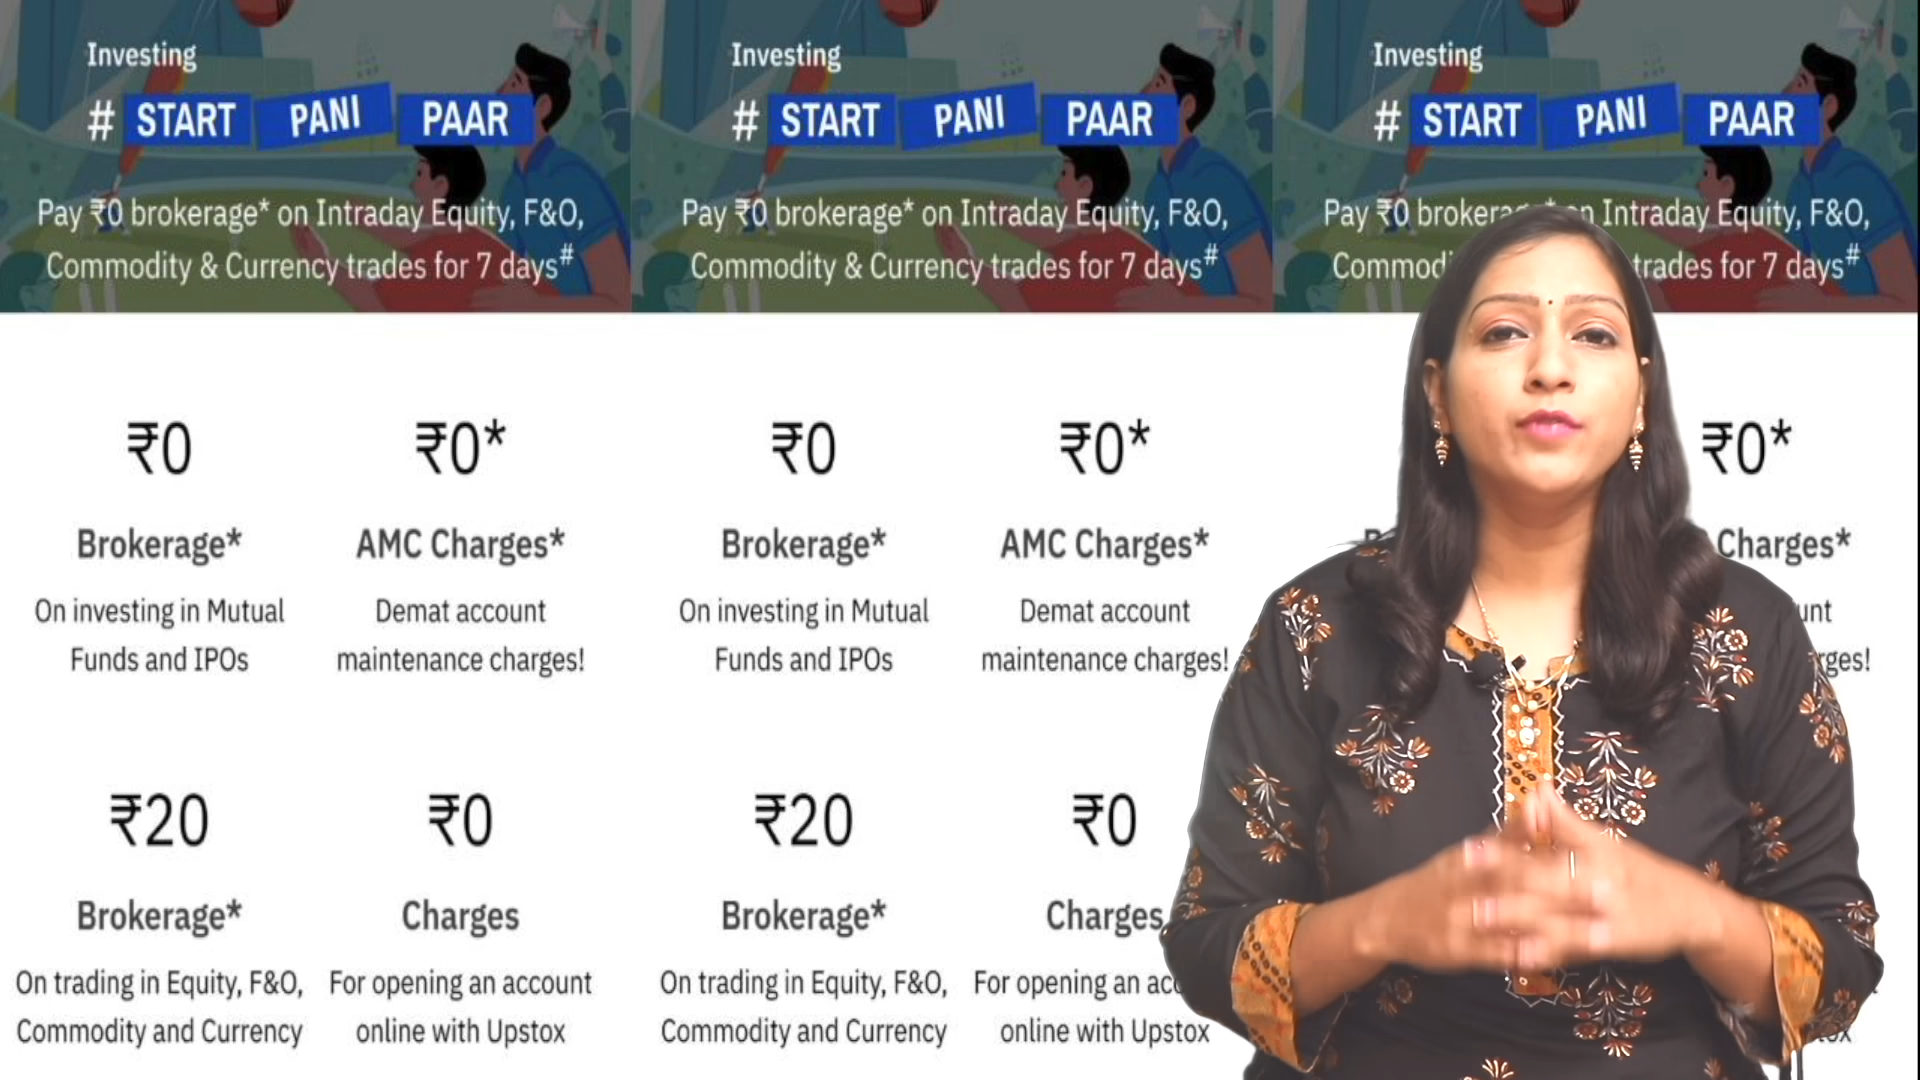 Investing
# START PANI PAAR
Pay ₹0 brokerage* on Intraday Equity, F&O,
Commodity & Currency trades for 7 days#
₹0
Brokerage*
On investing in Mutual
Funds and IPOs
₹0*
AMC Charges*
Demat account
maintenance charges!
₹20
Brokerage*
On trading in Equity, F&O,
Commodity and Currency
₹0
Charges
For opening an account
online with Upstox
Investing
# START PANI PAAR
Pay ₹0 brokerage* on Intraday Equity, F&O,
Commodity & Currency trades for 7 days#
₹0
Brokerage*
On investing in Mutual
Funds and IPOs
₹0*
AMC Charges*
Demat account
maintenance charges!
₹20
Brokerage*
On trading in Equity, F&O,
Commodity and Currency
₹0
Charges
For opening an
online with Upstox
Investing
# START PANI PAAR
Pay ₹0 on Intraday Equity, F&O,
trades for 7 days#
₹0*
Charges*